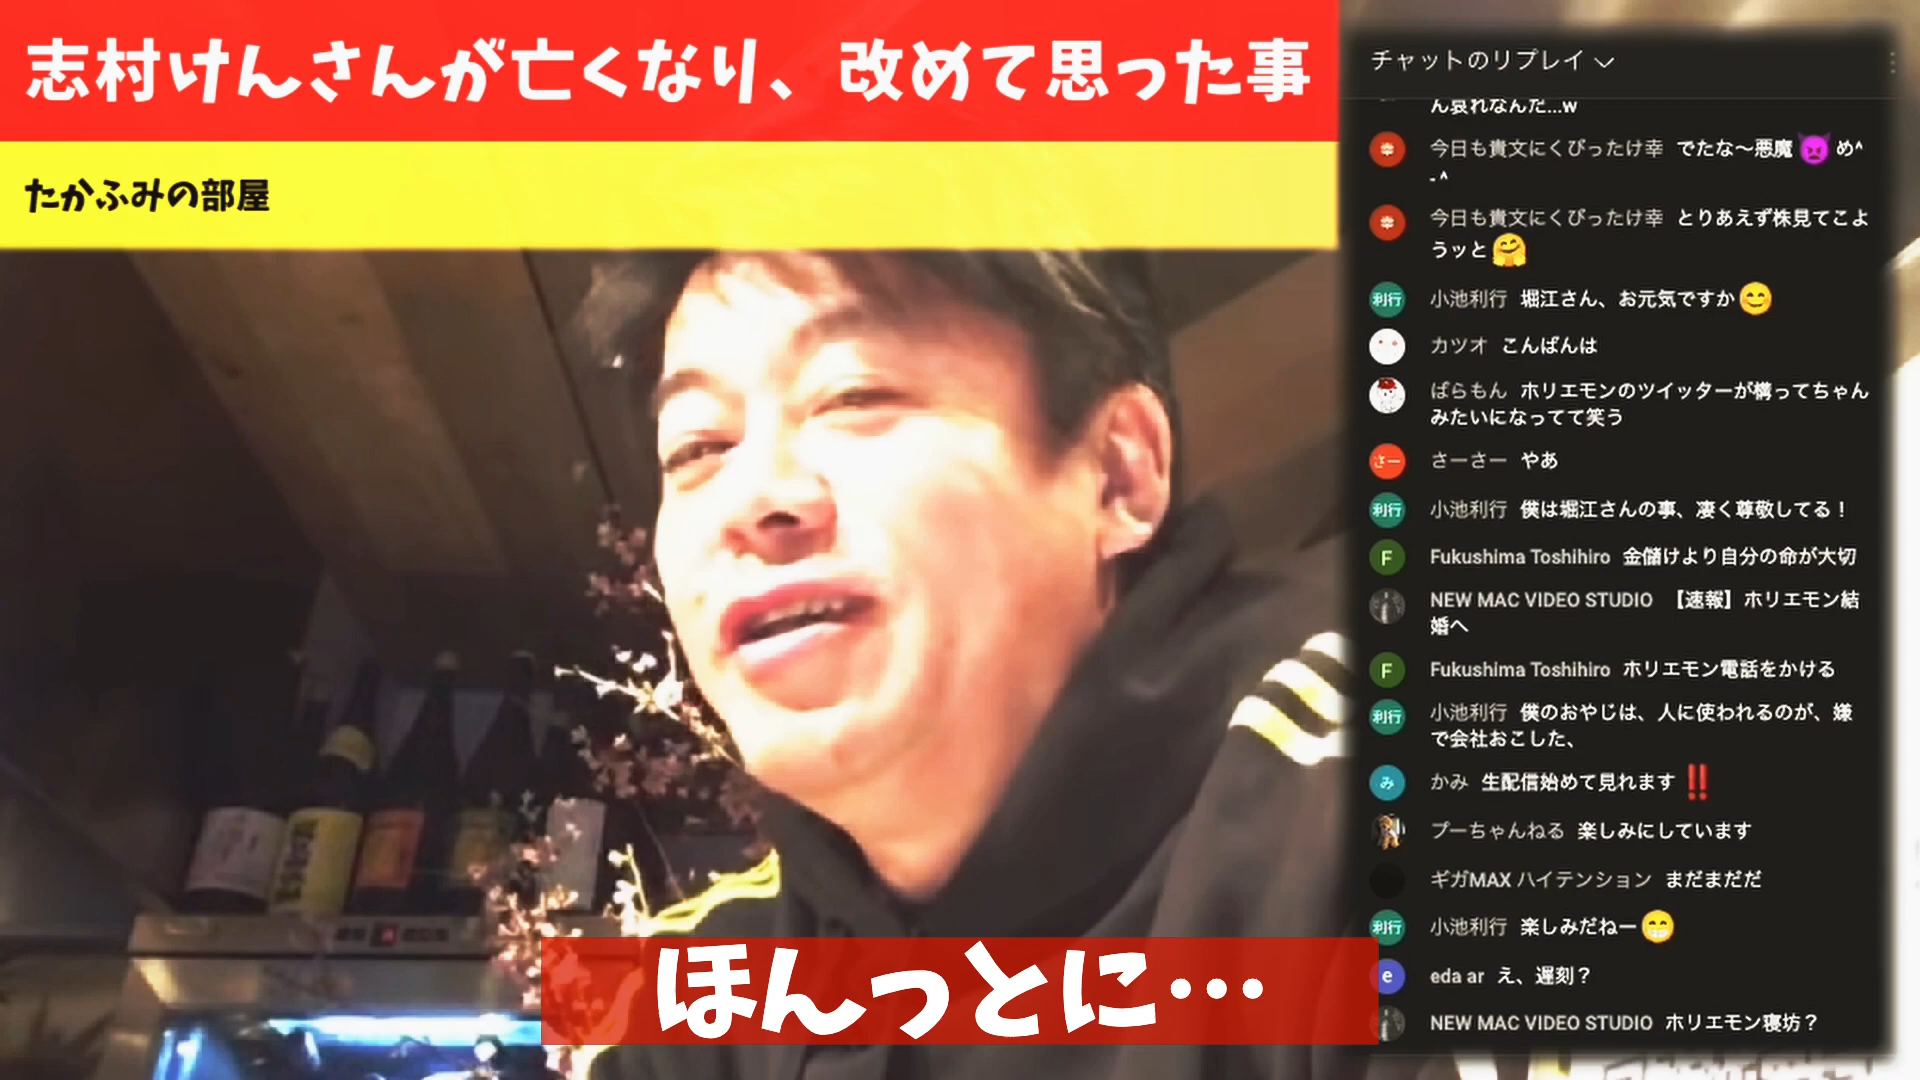 志村けんさんが亡くなり、改めて思った事
たかふみの部屋
チャットのリプレイ
ん哀れなんだ...w
今日も貴文にくぴったけ幸 でたな〜悪魔👿め^
-^
今日も貴文にくぴったけ幸 とりあえず株見てこよ
うッと🤗
利行 小池利行 堀江さん、お元気ですか😊
カツオ こんばんは
ばらもん ホリエモンのツイッターが構ってちゃん
みたいになってて笑う
さー さーさー やあ
利行 小池利行 僕は堀江さんの事、凄く尊敬してる！
F Fukushima Toshihiro 金儲けより自分の命が大切
NEW MAC VIDEO STUDIO 【速報】ホリエモン結
婚へ
F Fukushima Toshihiro ホリエモン電話をかける
利行 小池利行 僕のおやじは、人に使われるのが、嫌
で会社おこした、
み かみ 生配信始めて見れます‼️
プーちゃんねる 楽しみにしています
ギガMAX ハイテンション まだまだだ
利行 小池利行 楽しみだねー😁
e eda ar え、遅刻？
NEW MAC VIDEO STUDIO ホリエモン寝坊？
ほんっとに…